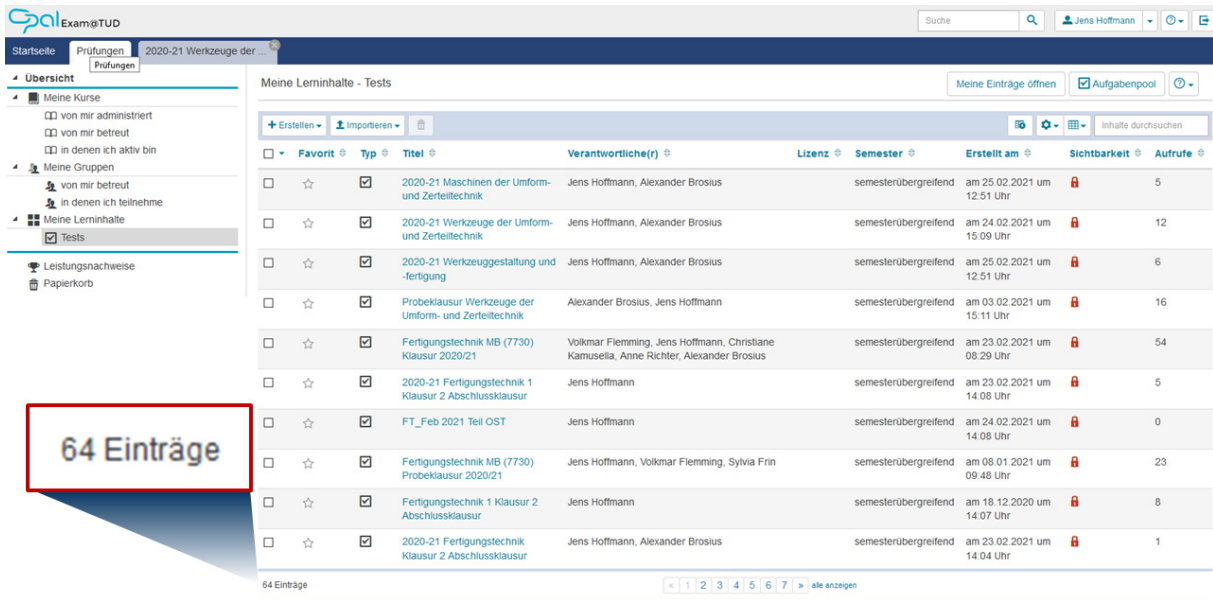 Opal Exam@TUD
Suche
Jens Hoffmann
Startseite
Prüfungen
2020-21 Werkzeuge der ...
Prüfungen
Übersicht
Meine Kurse
von mir administriert
von mir betreut
in denen ich aktiv bin
Meine Gruppen
von mir betreut
in denen ich teilnehme
Meine Lerninhalte
Tests
Leistungsnachweise
Papierkorb
Meine Lerninhalte - Tests
Meine Einträge öffnen
Aufgabenpool
Erstellen
Importieren
Inhalte durchsuchen
Favorit Typ Titel Verantwortliche(r) Lizenz Semester Erstellt am Sichtbarkeit Aufrufe
2020-21 Maschinen der Umform- Jens Hoffmann, Alexander Brosius semesterübergreifend am 25.02.2021 um 5
und Zerteiltechnik 12:51 Uhr
2020-21 Werkzeuge der Umform- Jens Hoffmann, Alexander Brosius semesterübergreifend am 24.02.2021 um 12
und Zerteiltechnik 15:09 Uhr
2020-21 Werkzeuggestaltung und Jens Hoffmann, Alexander Brosius semesterübergreifend am 25.02.2021 um 6
-fertigung 12:51 Uhr
Probeklausur Werkzeuge der Alexander Brosius, Jens Hoffmann semesterübergreifend am 03.02.2021 um 16
Umform- und Zerteiltechnik 15:11 Uhr
Fertigungstechnik MB (7730) Volkmar Flemming, Jens Hoffmann, Christiane semesterübergreifend am 23.02.2021 um 54
Klausur 2020/21 Kamusella, Anne Richter, Alexander Brosius 08:29 Uhr
2020-21 Fertigungstechnik 1 Jens Hoffmann semesterübergreifend am 23.02.2021 um 5
Klausur 2 Abschlussklausur 14:08 Uhr
FT_Feb 2021 Teil OST Jens Hoffmann semesterübergreifend am 24.02.2021 um 0
14:08 Uhr
Fertigungstechnik MB (7730) Jens Hoffmann, Volkmar Flemming, Sylvia Frin semesterübergreifend am 08.01.2021 um 23
Probeklausur 2020/21 09:48 Uhr
Fertigungstechnik 1 Klausur 2 Jens Hoffmann semesterübergreifend am 18.12.2020 um 8
Abschlussklausur 14:07 Uhr
2020-21 Fertigungstechnik Jens Hoffmann, Alexander Brosius semesterübergreifend am 23.02.2021 um 1
Klausur 2 Abschlussklausur 14:04 Uhr
64 Einträge
64 Einträge
« 1 2 3 4 5 6 7 » alle anzeigen